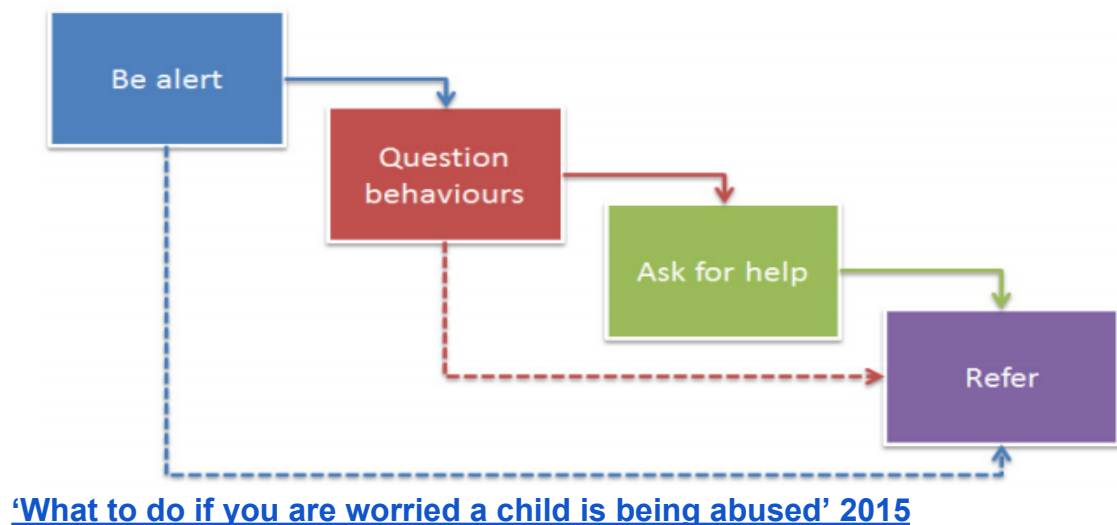 Be alert
Question
behaviours
Ask for help
Refer
‘What to do if you are worried a child is being abused’ 2015